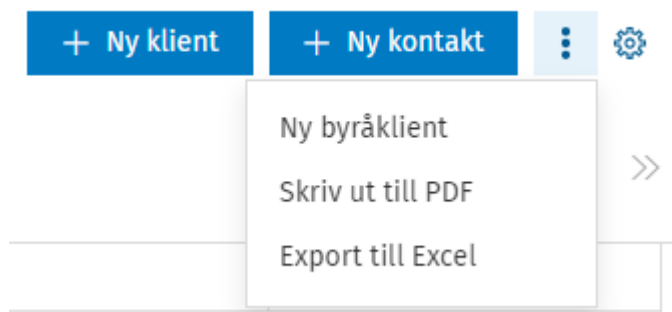 + Ny klient
+ Ny kontakt
Ny byråklient
Skriv ut till PDF
Export till Excel